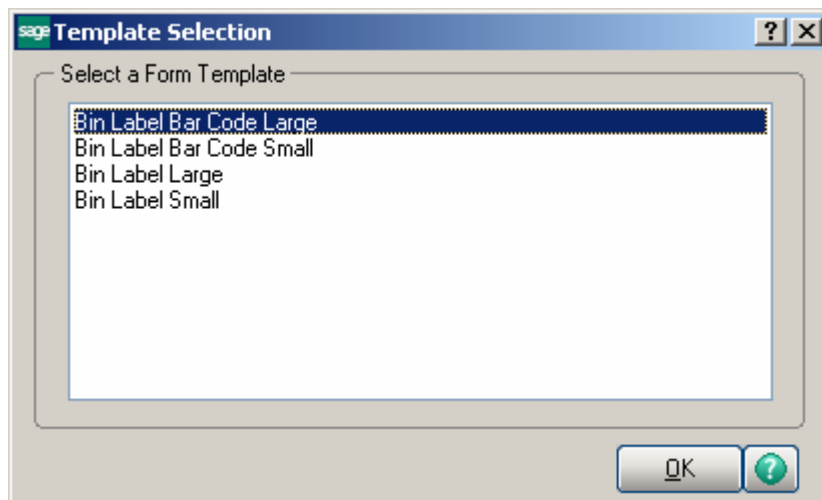 sage Template Selection
Select a Form Template
Bin Label Bar Code Large
Bin Label Bar Code Small
Bin Label Large
Bin Label Small
OK